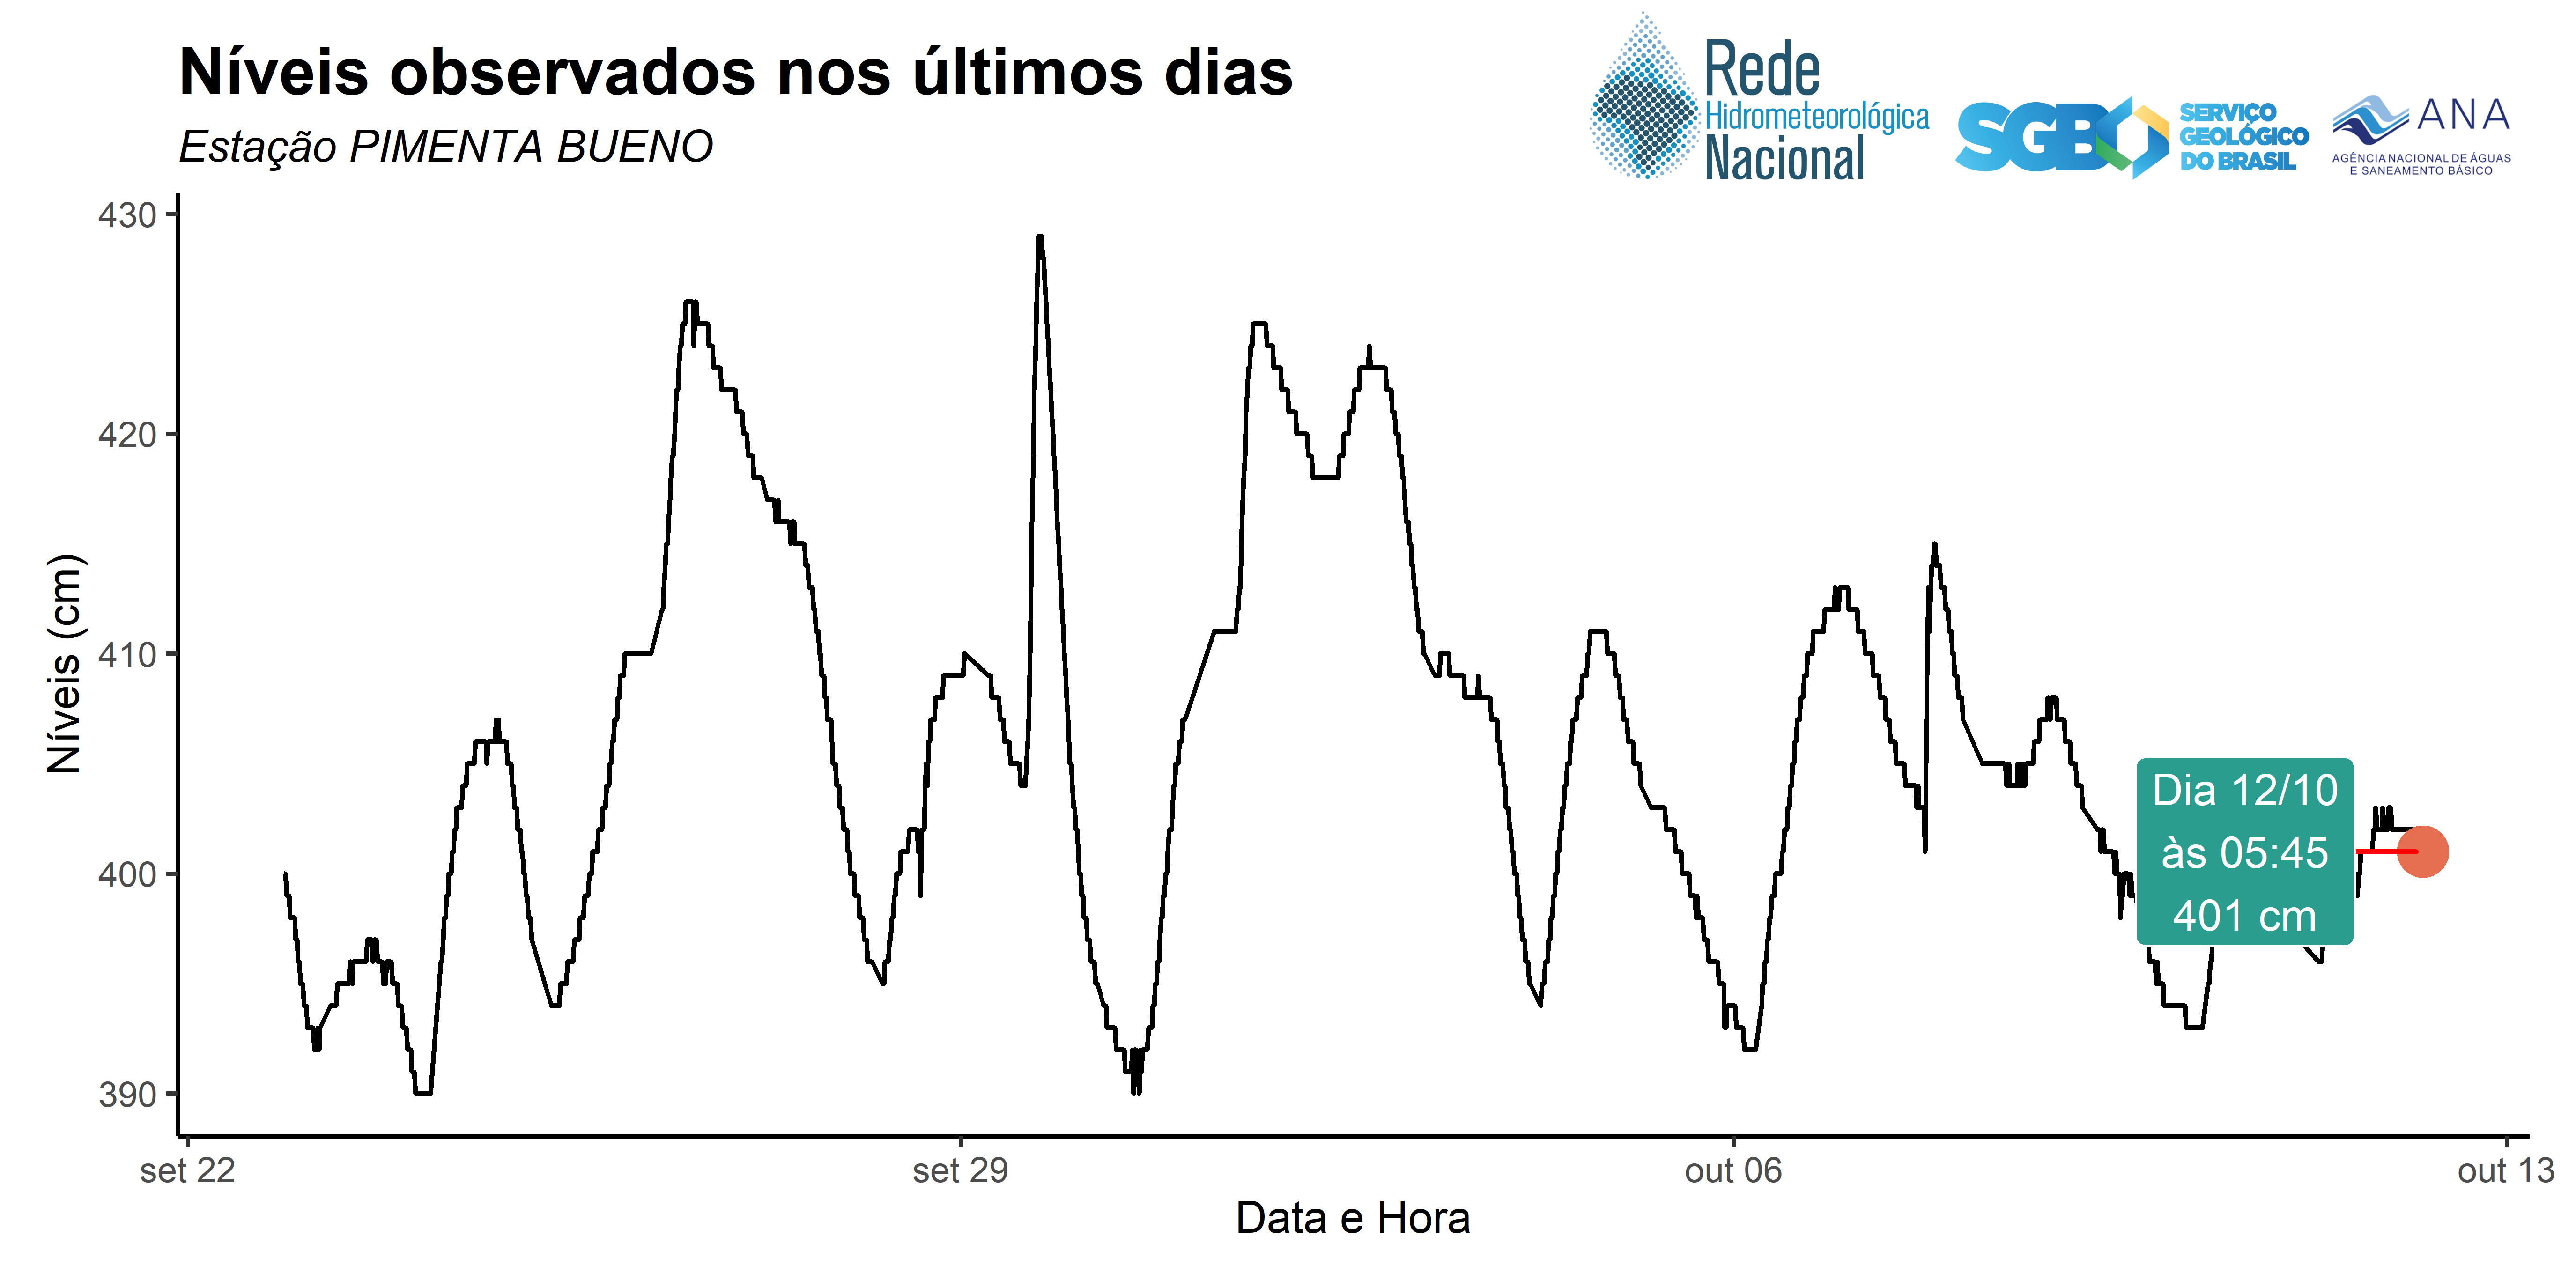 Níveis observados nos últimos dias
Estação PIMENTA BUENO
Rede
Hidrometeorológica
Nacional
SGB
SERVIÇO
GEOLÓGICO
DO BRASIL
ANA
AGÊNCIA NACIONAL DE ÁGUAS
E SANEAMENTO BÁSICO
Níveis (cm)
430
420
410
400
390
Dia 12/10
às 05:45
401 cm
set 22
set 29
out 06
out 13
Data e Hora